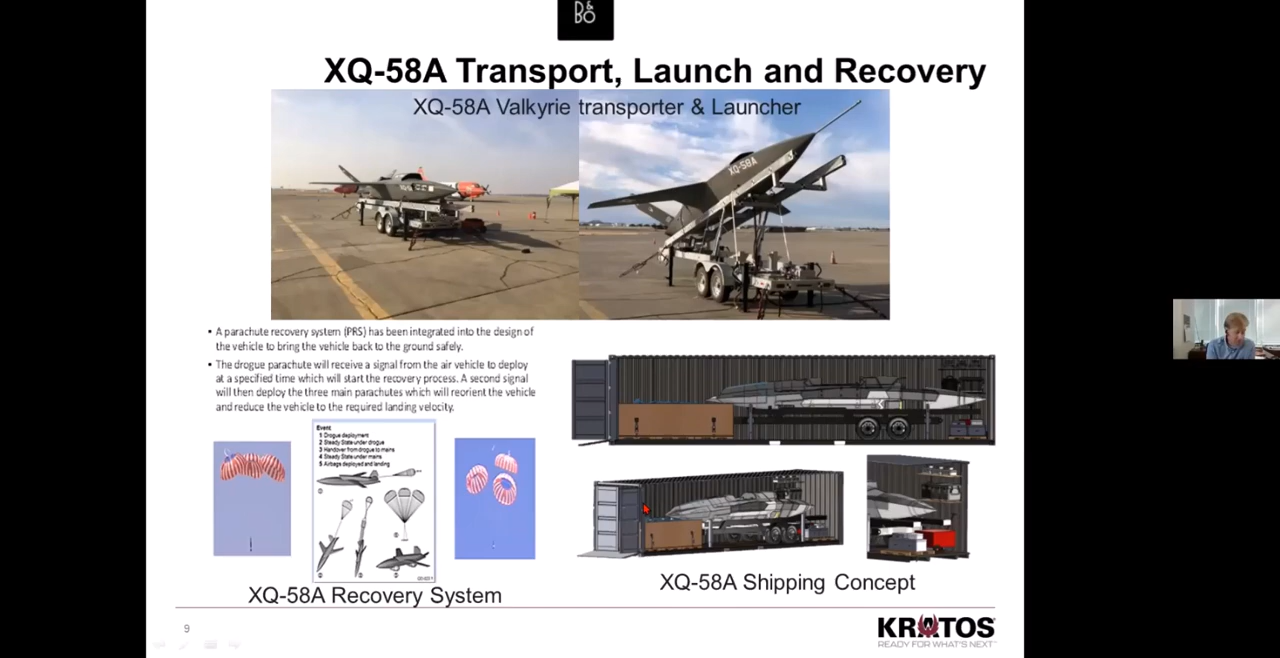 B&O
XQ-58A Transport, Launch and Recovery
XQ-58A Valkyrie transporter & Launcher
XQ-58A
▪ A parachute recovery system (PRS) has been integrated into the design of
the vehicle to bring the vehicle back to the ground safely.
▪ The drogue parachute will receive a signal from the air vehicle to deploy
at a specified time which will start the recovery process. A second signal
will then deploy the three main parachutes which will reorient the vehicle
and reduce the vehicle to the required landing velocity.
Event
1 Drogue deployment
2 Steady State under drogue
3 Handover from drogue to mains
4 Steady State under mains
5 Airbags deployed and landing
XQ-58A Recovery System
XQ-58A Shipping Concept
9
KRATOS
READY FOR WHAT'S NEXT